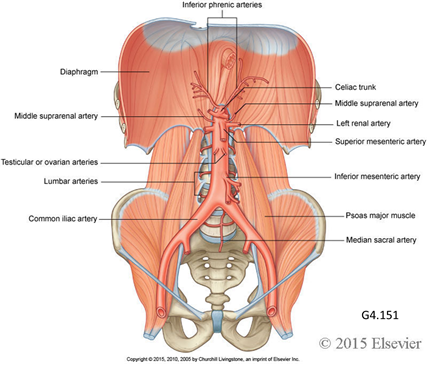 Inferior phrenic arteries
Diaphragm
Celiac trunk
Middle suprarenal artery
Middle suprarenal artery
Left renal artery
Superior mesenteric artery
Testicular or ovarian arteries
Inferior mesenteric artery
Lumbar arteries
Common iliac artery
Psoas major muscle
Median sacral artery
G4.151
© 2015 Elsevier
Copyright © 2015, 2010, 2005 by Churchill Livingstone, an imprint of Elsevier Inc.